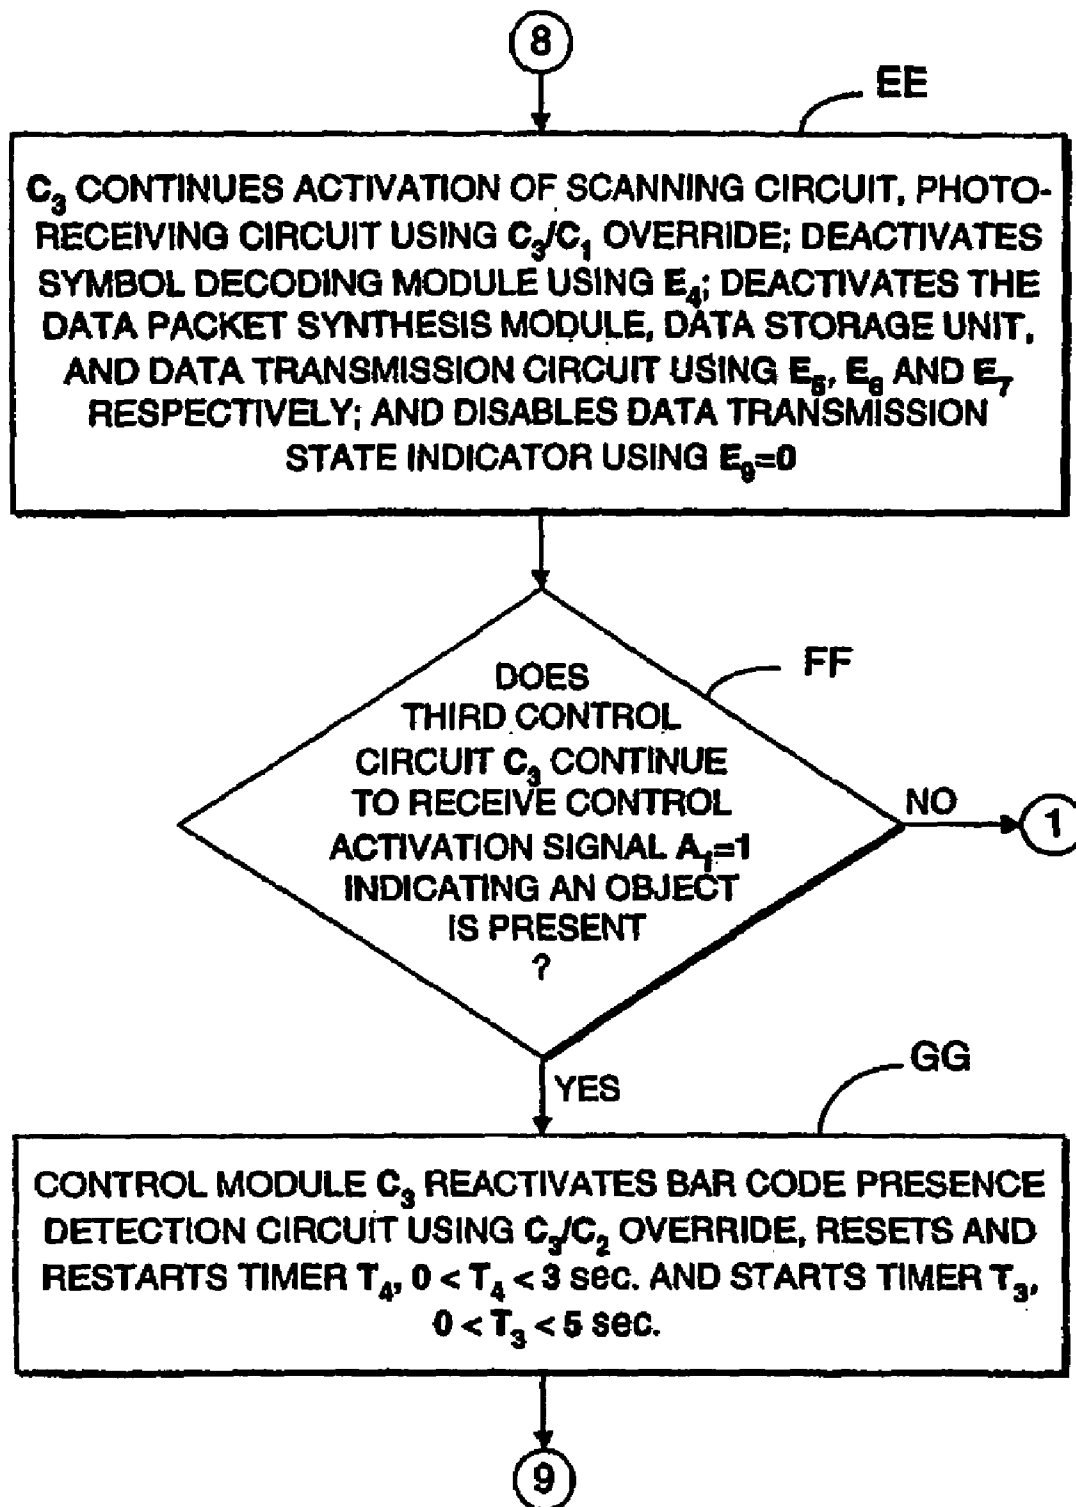 8
EE
C₃ CONTINUES ACTIVATION OF SCANNING CIRCUIT, PHOTO-
RECEIVING CIRCUIT USING C₃/C₁ OVERRIDE; DEACTIVATES
SYMBOL DECODING MODULE USING E₄; DEACTIVATES THE
DATA PACKET SYNTHESIS MODULE, DATA STORAGE UNIT,
AND DATA TRANSMISSION CIRCUIT USING E₅, E₆ AND E₇
RESPECTIVELY; AND DISABLES DATA TRANSMISSION
STATE INDICATOR USING E₉=0
FF
DOES
THIRD CONTROL
CIRCUIT C₃ CONTINUE
TO RECEIVE CONTROL
ACTIVATION SIGNAL A₁=1
INDICATING AN OBJECT
IS PRESENT
?
NO
1
YES
GG
CONTROL MODULE C₃ REACTIVATES BAR CODE PRESENCE
DETECTION CIRCUIT USING C₃/C₂ OVERRIDE, RESETS AND
RESTARTS TIMER T₄, 0 < T₄ < 3 sec. AND STARTS TIMER T₃,
0 < T₃ < 5 sec.
9